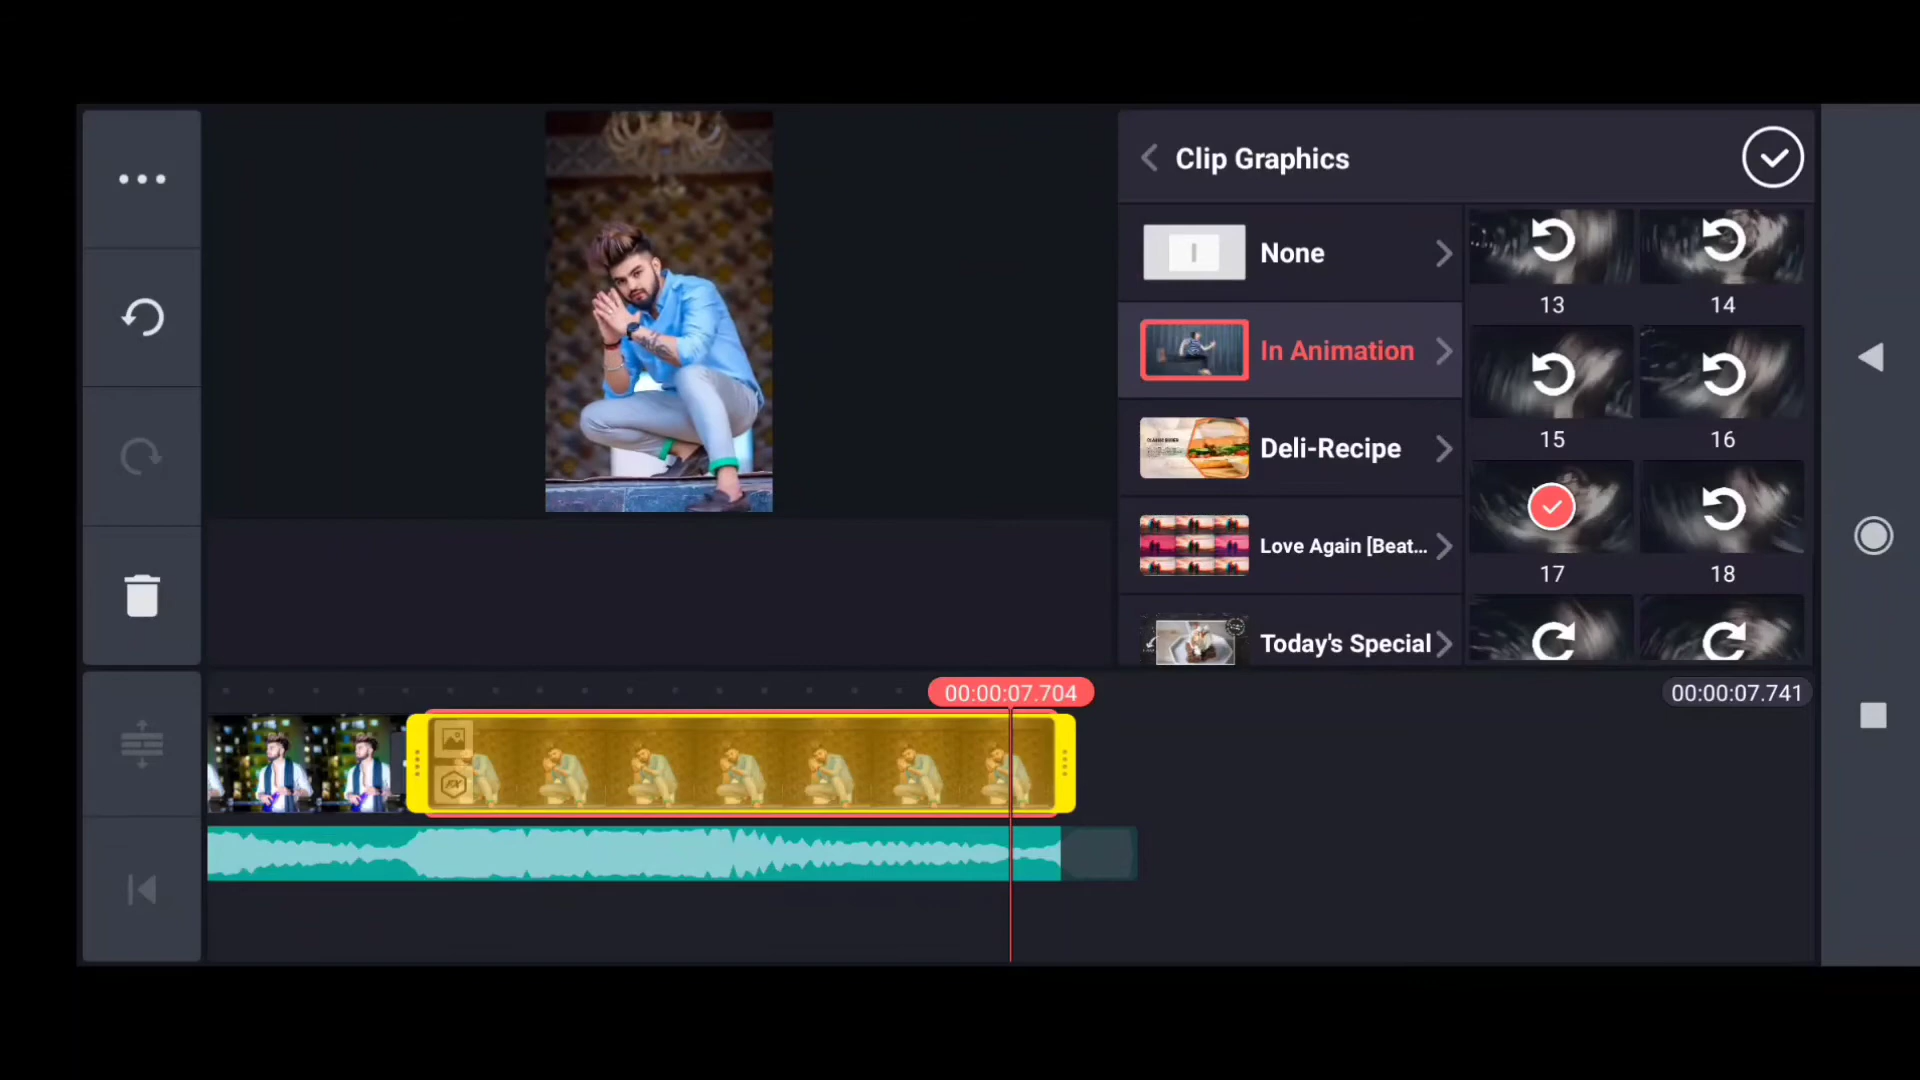 Clip Graphics
None
In Animation
Deli-Recipe
Love Again [Beat...
Today's Special
13
14
15
16
17
18
00:00:07.704
00:00:07.741